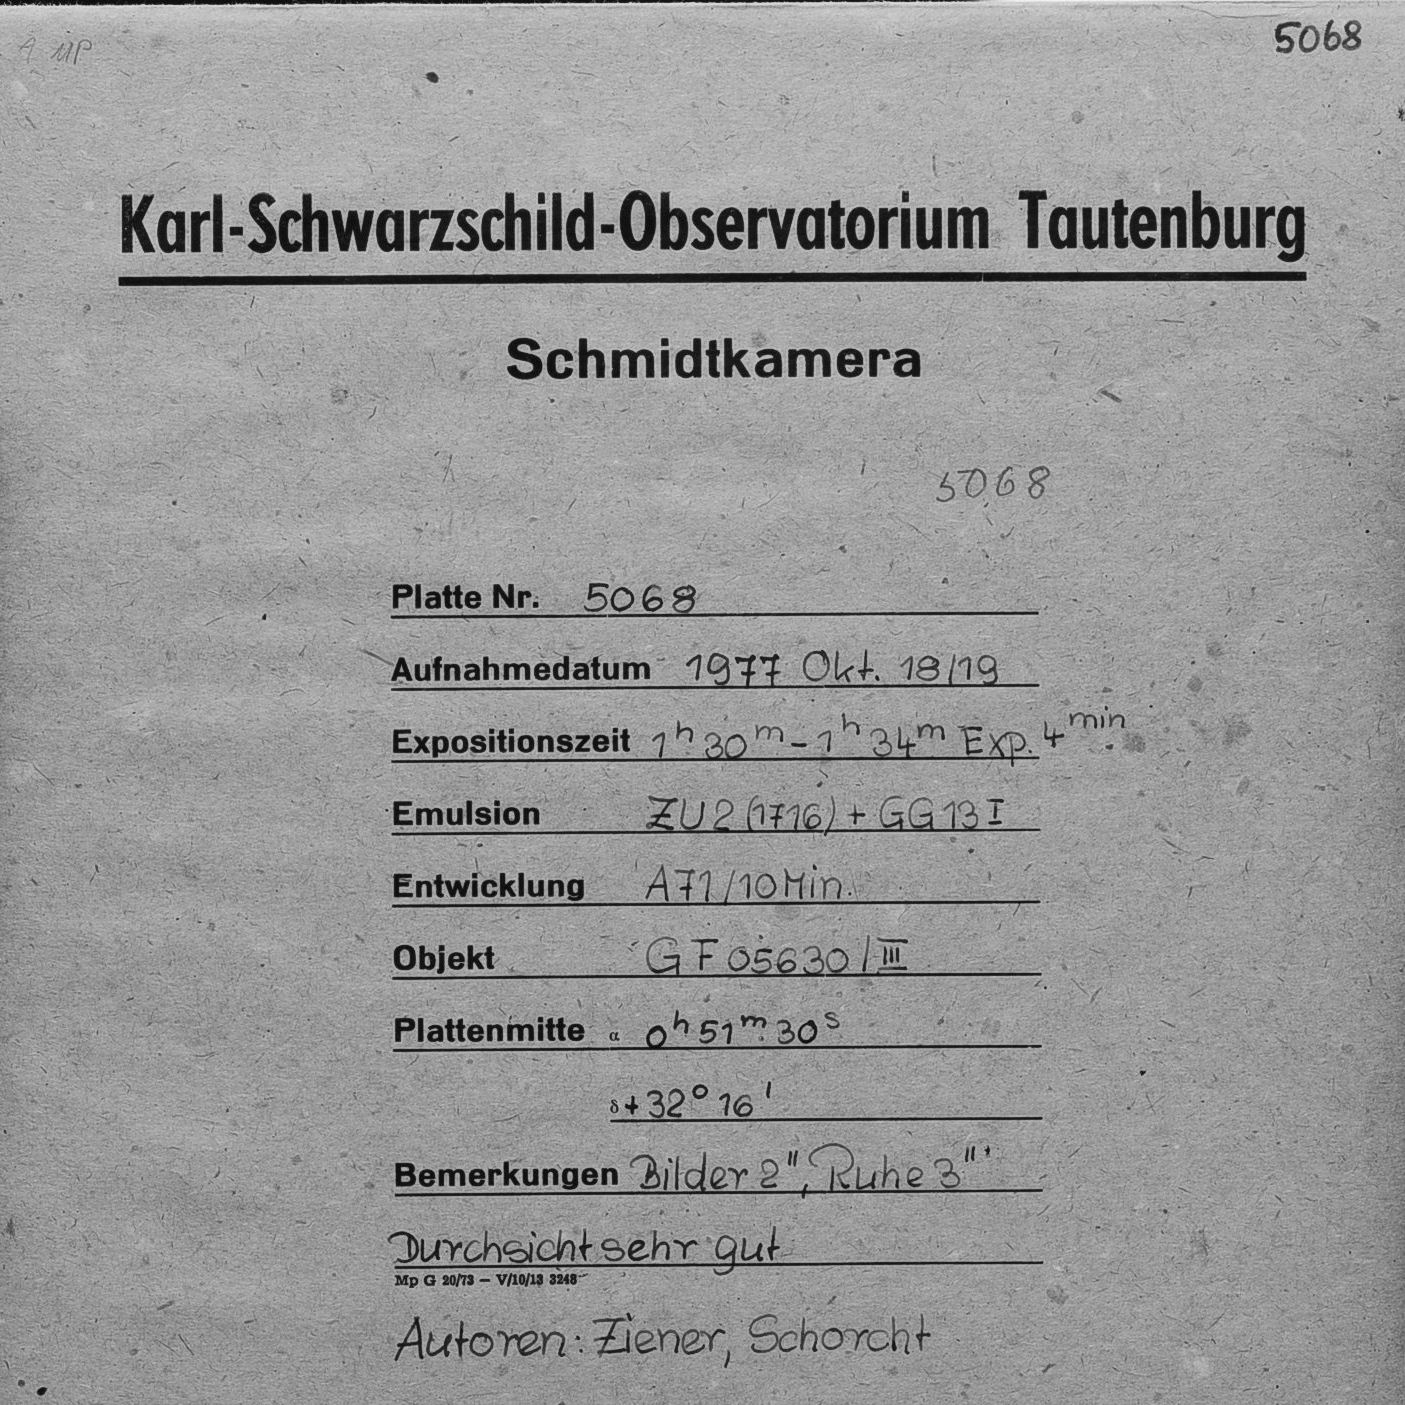 A MP
5068
Karl-Schwarzschild-Observatorium Tautenburg
Schmidtkamera
5068
Platte Nr. 5068
Aufnahmedatum 1977 Okt. 18/19
Expositionszeit 1h 30m - 1h 34m Exp. 4min
Emulsion ZU2 (1716) + GG13 I
Entwicklung A71/10 Min.
Objekt GF 05630/III
Plattenmitte α 0h 51m 30s
δ +32° 16'
Bemerkungen Bilder 2", Ruhe 3"
Durchsicht sehr gut
Mp G 20/73 – V/10/13 3248
Autoren: Ziener, Schorcht